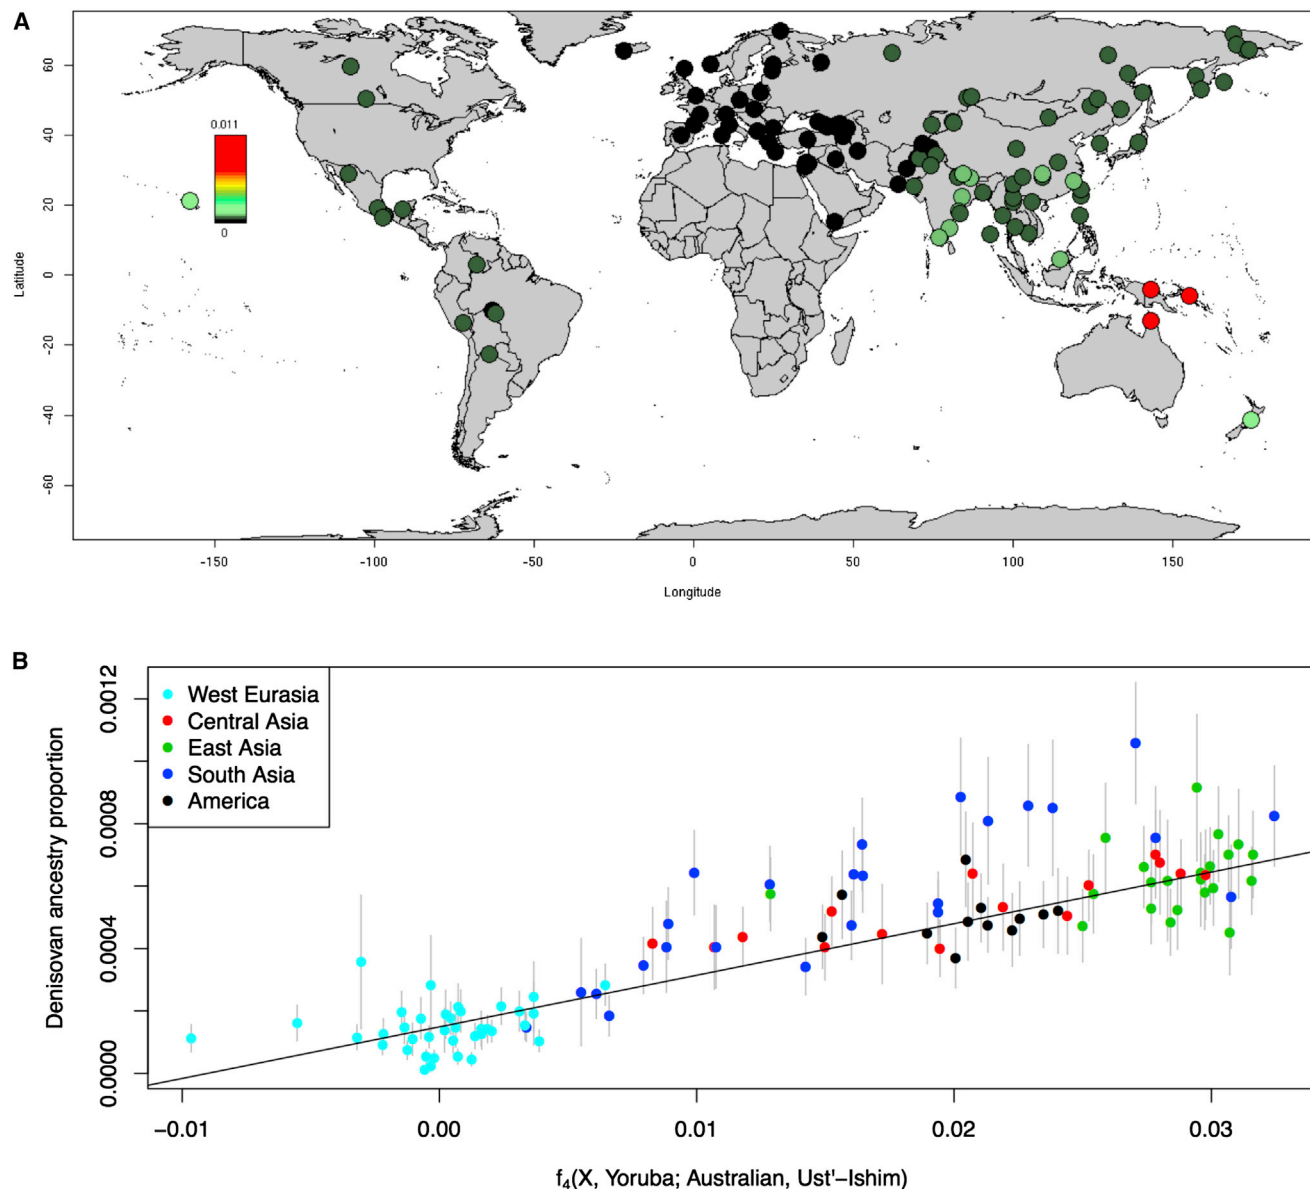 A
0.011
0
60
40
20
0
-20
-40
-60
Latitude
-150
-100
-50
0
50
100
150
Longitude
B
West Eurasia
Central Asia
East Asia
South Asia
America
0.0012
0.0008
0.0004
0.0000
Denisovan ancestry proportion
−0.01
0.00
0.01
0.02
0.03
f4(X, Yoruba; Australian, Ust'−Ishim)